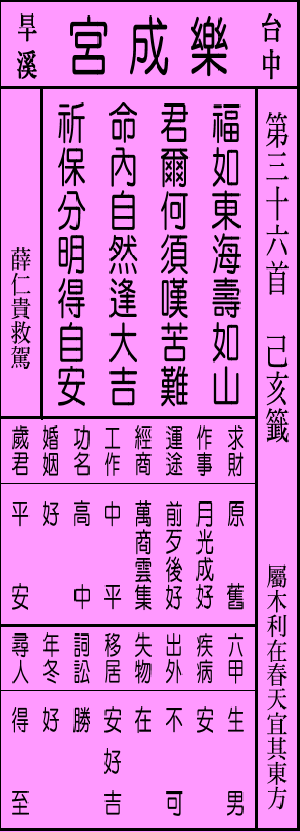 台中
樂成宮
旱溪
第三十六首 己亥籤 屬木利在春天宜其東方
福如東海壽如山
君爾何須嘆苦難
命內自然逢大吉
祈保分明得自安
薛仁貴救駕
求財 原舊
作事 月光成好
運途 前歹後好
經商 萬商雲集
工作 中平
功名 高中
婚姻 好
歲君 平安
六甲 生男
疾病 安
出外 不可
失物 在
移居 安好吉
詞訟 勝
年冬 好
尋人 得至